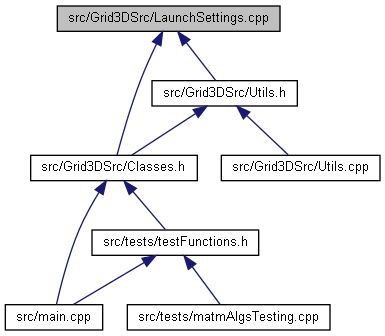 src/Grid3DSrc/LaunchSettings.cpp
src/Grid3DSrc/Utils.h
src/Grid3DSrc/Classes.h
src/Grid3DSrc/Utils.cpp
src/tests/testFunctions.h
src/main.cpp
src/tests/matmAlgsTesting.cpp